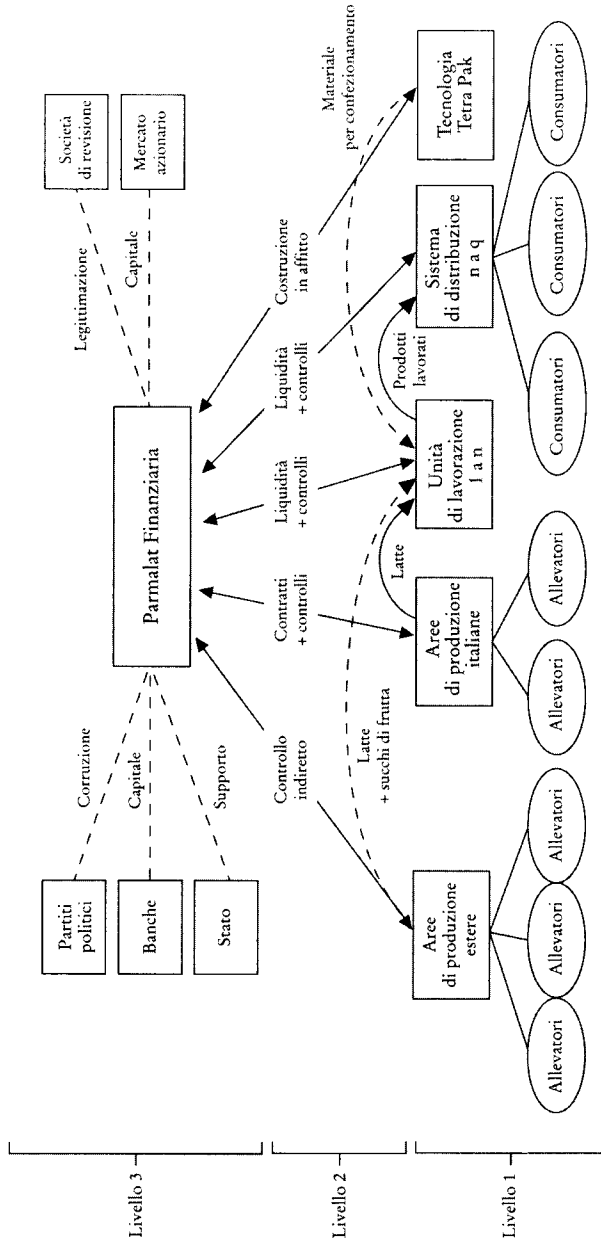 Livello 3
Partiti
politici
Banche
Stato
Corruzione
Capitale
Supporto
Parmalat Finanziaria
Legittimazione
Capitale
Società
di revisione
Mercato
azionario
Livello 2
Controllo
indiretto
Contratti
+ controlli
Liquidità
+ controlli
Liquidità
+ controlli
Costruzione
in affitto
Latte
+ succhi di frutta
Latte
Prodotti
lavorati
Materiale
per confezionamento
Livello 1
Aree
di produzione
estere
Aree
di produzione
italiane
Unità
di lavorazione
1 a n
Sistema
di distribuzione
n a q
Tecnologia
Tetra Pak
Allevatori
Allevatori
Allevatori
Allevatori
Allevatori
Consumatori
Consumatori
Consumatori